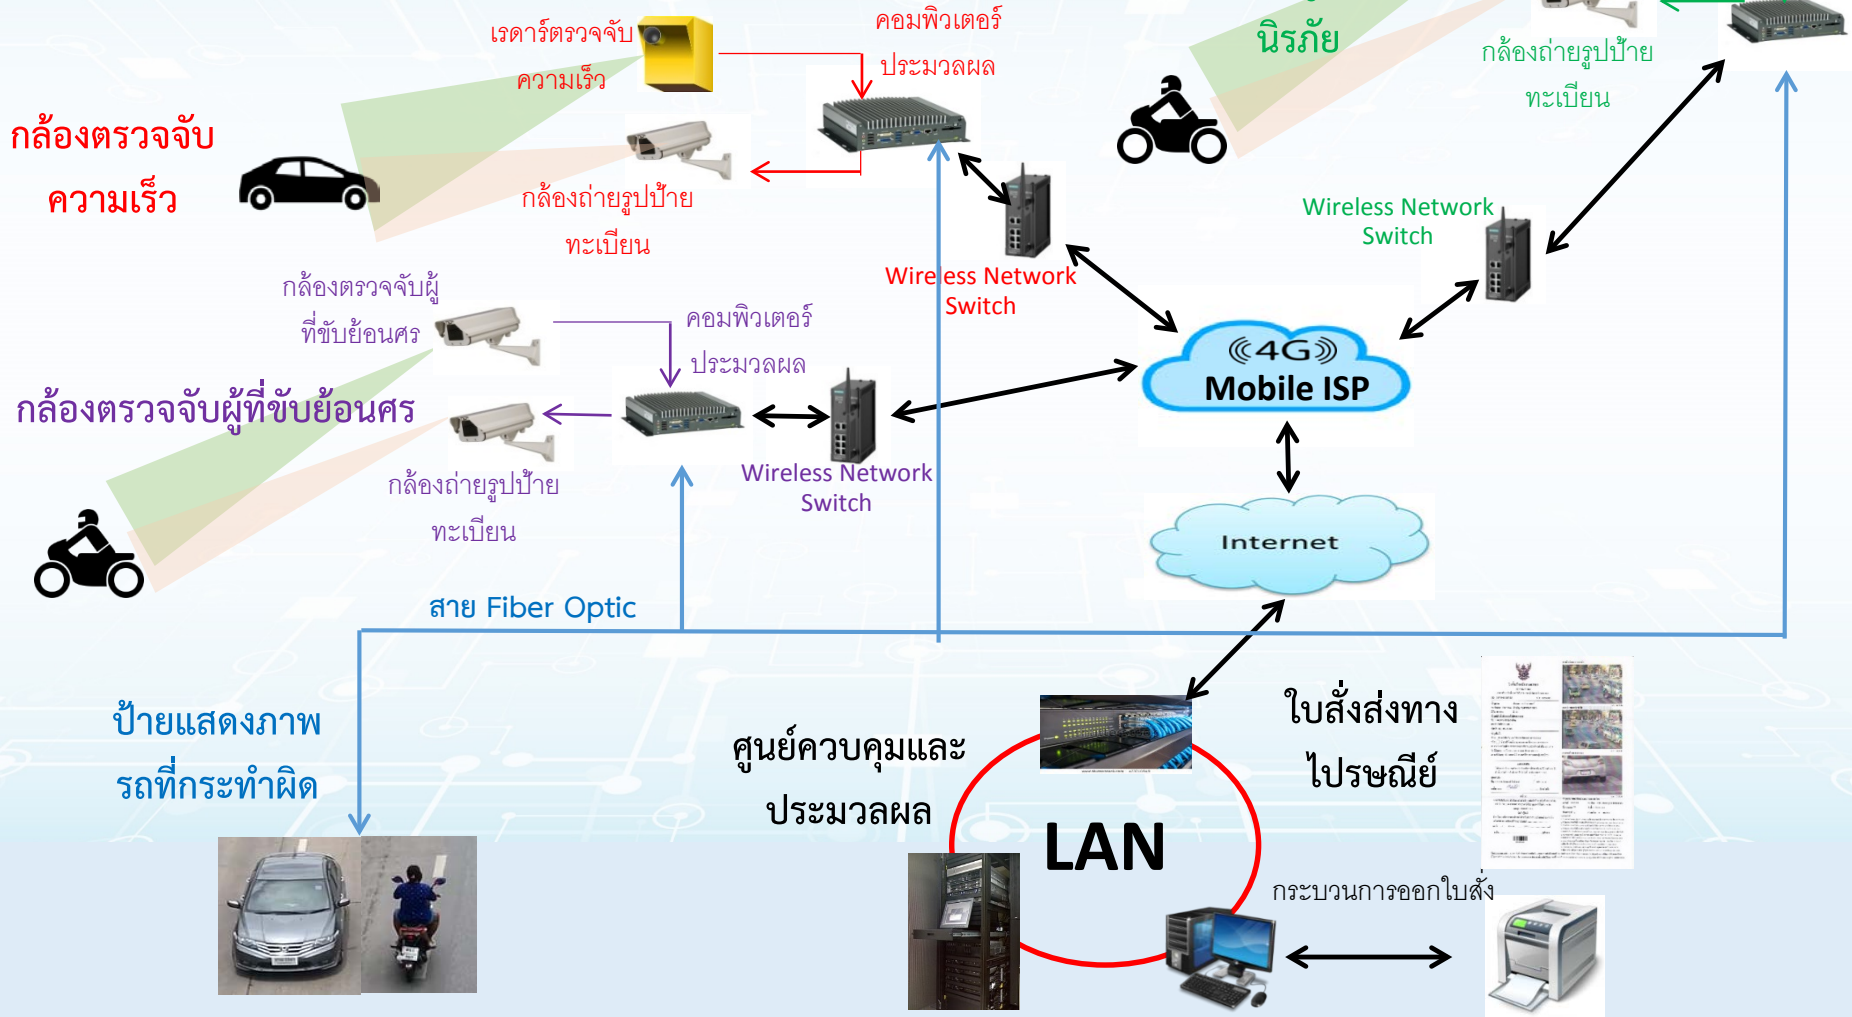 เรดาร์ตรวจจับ
ความเร็ว
คอมพิวเตอร์
ประมวลผล
นิรภัย
กล้องถ่ายรูปป้าย
ทะเบียน
กล้องตรวจจับ
ความเร็ว
กล้องถ่ายรูปป้าย
ทะเบียน
Wireless Network
Switch
Wireless Network
Switch
กล้องตรวจจับผู้
ที่ขับย้อนศร
คอมพิวเตอร์
ประมวลผล
4G
Mobile ISP
กล้องตรวจจับผู้ที่ขับย้อนศร
กล้องถ่ายรูปป้าย
ทะเบียน
Wireless Network
Switch
Internet
สาย Fiber Optic
ป้ายแสดงภาพ
รถที่กระทำผิด
ศูนย์ควบคุมและ
ประมวลผล
LAN
ใบสั่งส่งทาง
ไปรษณีย์
กระบวนการออกใบสั่ง